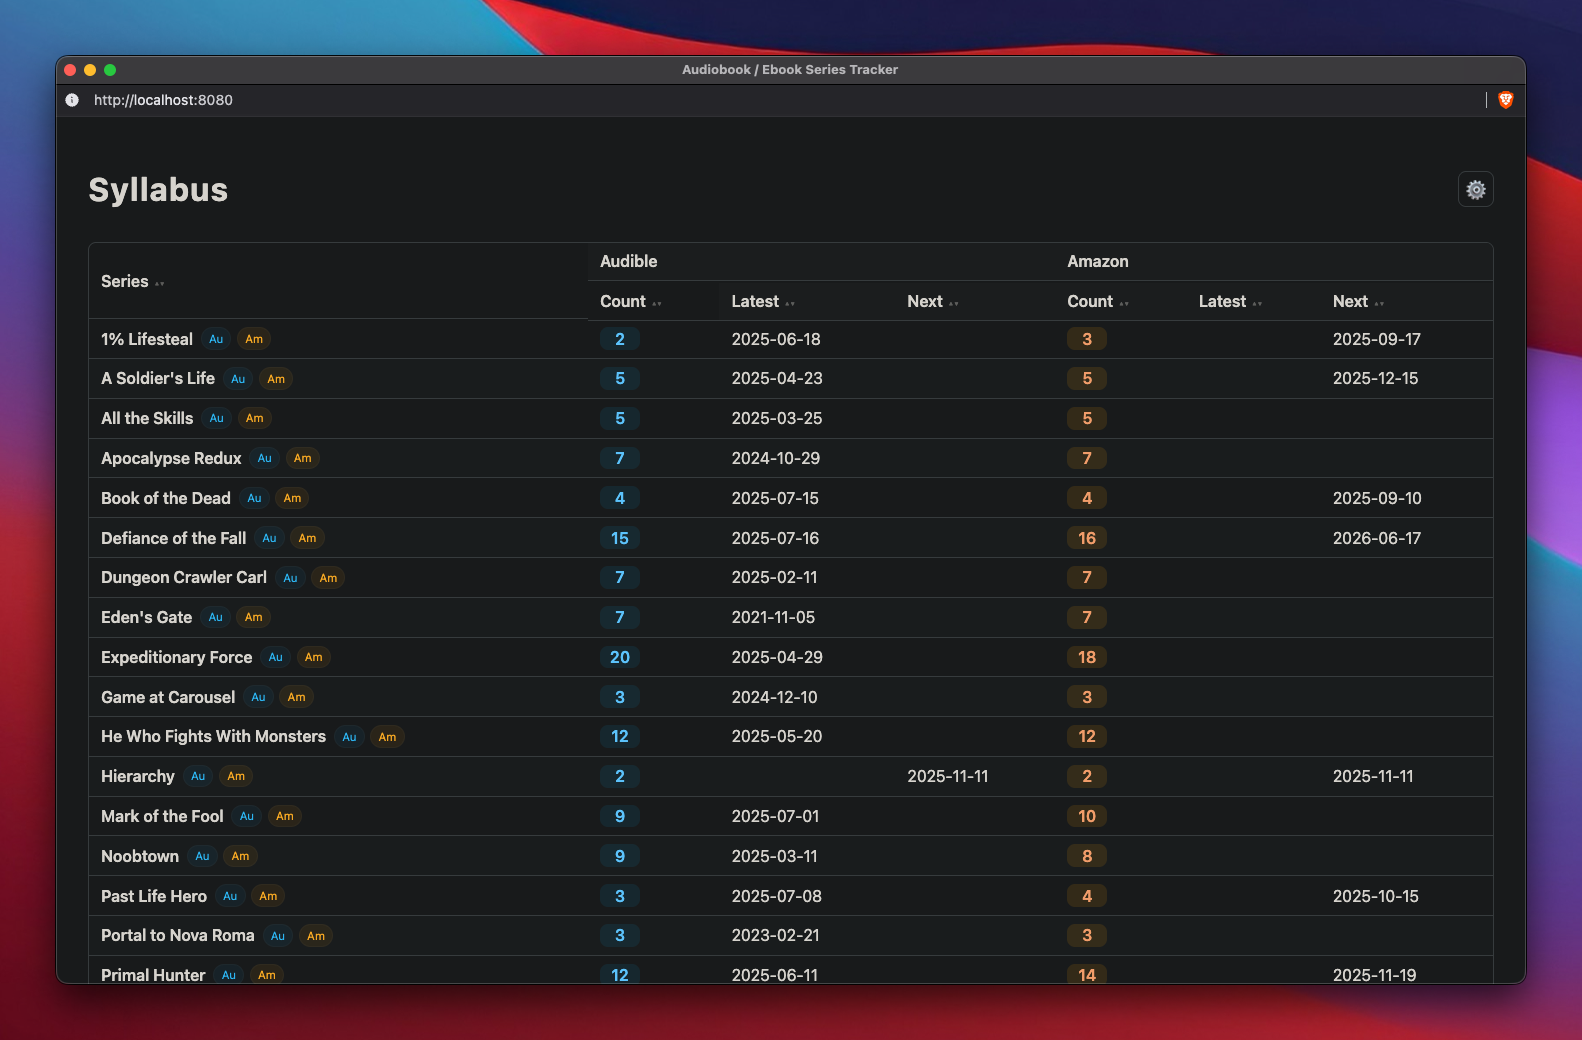 Audiobook / Ebook Series Tracker
http://localhost:8080
Syllabus
Series Audible Amazon
Count Latest Next Count Latest Next
1% Lifesteal Au Am 2 2025-06-18 3 2025-09-17
A Soldier's Life Au Am 5 2025-04-23 5 2025-12-15
All the Skills Au Am 5 2025-03-25 5
Apocalypse Redux Au Am 7 2024-10-29 7
Book of the Dead Au Am 4 2025-07-15 4 2025-09-10
Defiance of the Fall Au Am 15 2025-07-16 16 2026-06-17
Dungeon Crawler Carl Au Am 7 2025-02-11 7
Eden's Gate Au Am 7 2021-11-05 7
Expeditionary Force Au Am 20 2025-04-29 18
Game at Carousel Au Am 3 2024-12-10 3
He Who Fights With Monsters Au Am 12 2025-05-20 12
Hierarchy Au Am 2 2025-11-11 2 2025-11-11
Mark of the Fool Au Am 9 2025-07-01 10
Noobtown Au Am 9 2025-03-11 8
Past Life Hero Au Am 3 2025-07-08 4 2025-10-15
Portal to Nova Roma Au Am 3 2023-02-21 3
Primal Hunter Au Am 12 2025-06-11 14 2025-11-19